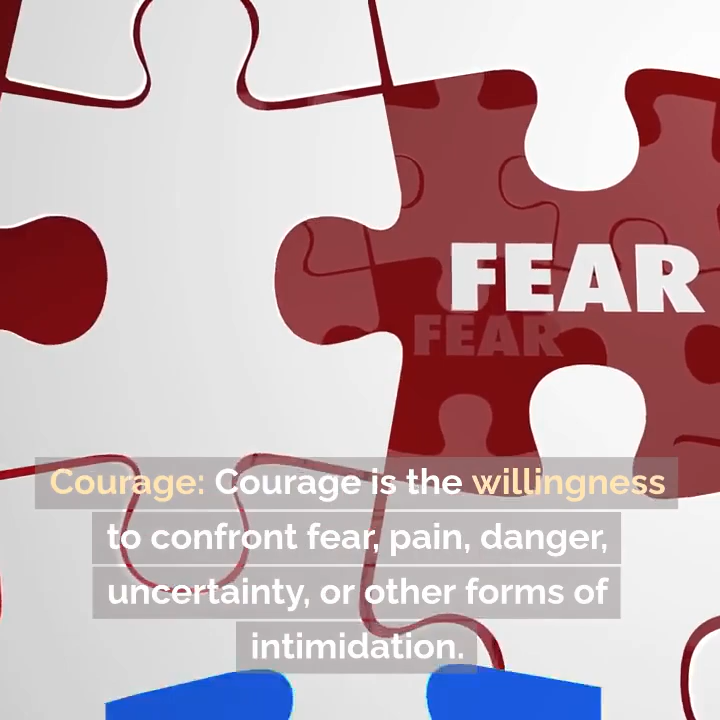 FEAR
FEAR
Courage: Courage is the willingness
to confront fear, pain, danger,
uncertainty, or other forms of
intimidation.